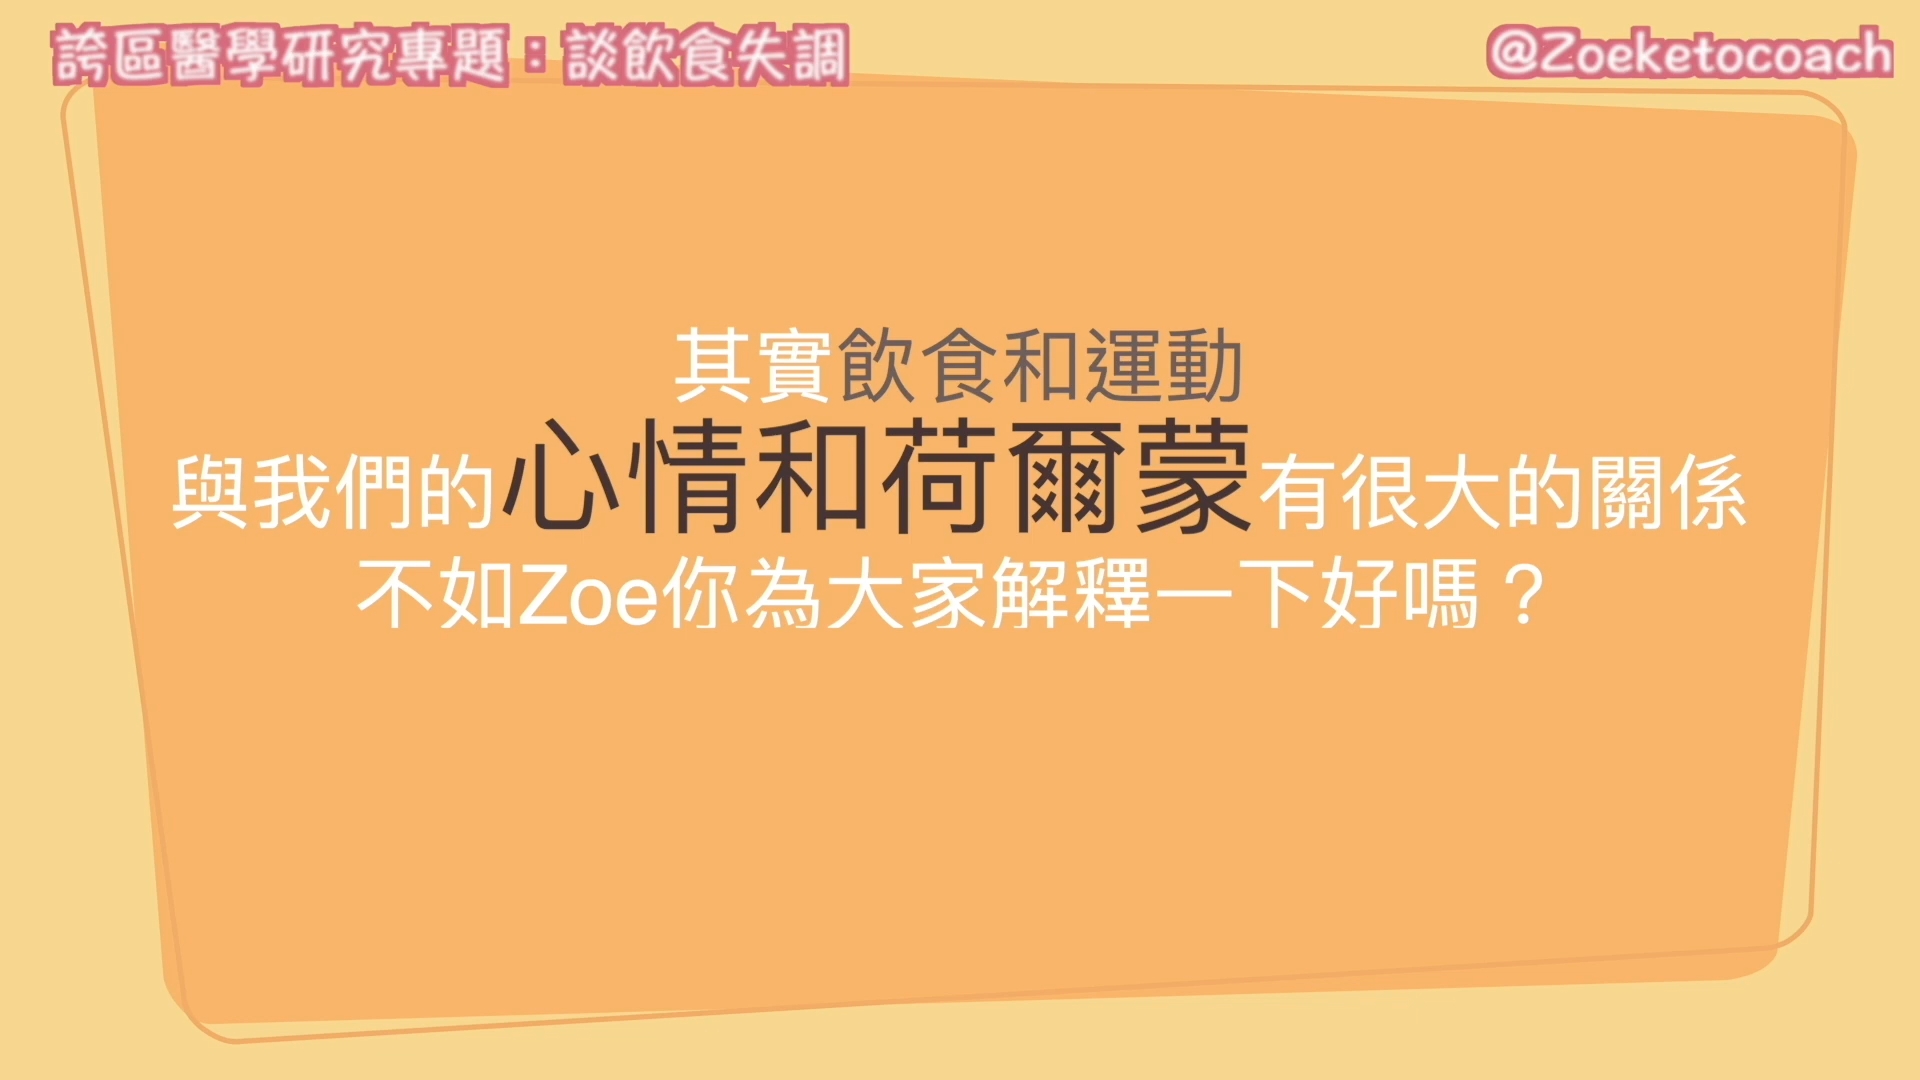 誇區醫學研究專題：談飲食失調
@Zoeketocoach
其實飲食和運動
與我們的心情和荷爾蒙有很大的關係
不如Zoe你為大家解釋一下好嗎？